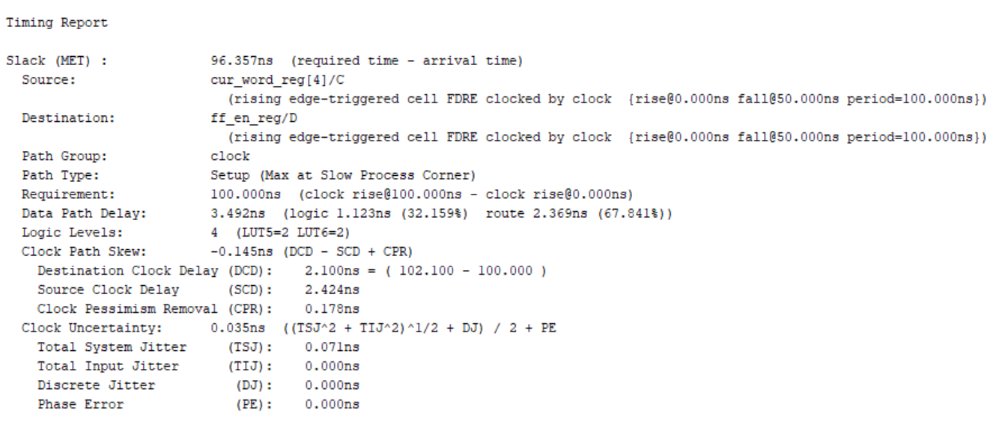 Timing Report
Slack (MET) : 96.357ns (required time - arrival time)
Source: cur_word_reg[4]/C
(rising edge-triggered cell FDRE clocked by clock {rise@0.000ns fall@50.000ns period=100.000ns})
Destination: ff_en_reg/D
(rising edge-triggered cell FDRE clocked by clock {rise@0.000ns fall@50.000ns period=100.000ns})
Path Group: clock
Path Type: Setup (Max at Slow Process Corner)
Requirement: 100.000ns (clock rise@100.000ns - clock rise@0.000ns)
Data Path Delay: 3.492ns (logic 1.123ns (32.159%) route 2.369ns (67.841%))
Logic Levels: 4 (LUT5=2 LUT6=2)
Clock Path Skew: -0.145ns (DCD - SCD + CPR)
Destination Clock Delay (DCD): 2.100ns = ( 102.100 - 100.000 )
Source Clock Delay (SCD): 2.424ns
Clock Pessimism Removal (CPR): 0.178ns
Clock Uncertainty: 0.035ns ((TSJ^2 + TIJ^2)^1/2 + DJ) / 2 + PE
Total System Jitter (TSJ): 0.071ns
Total Input Jitter (TIJ): 0.000ns
Discrete Jitter (DJ): 0.000ns
Phase Error (PE): 0.000ns